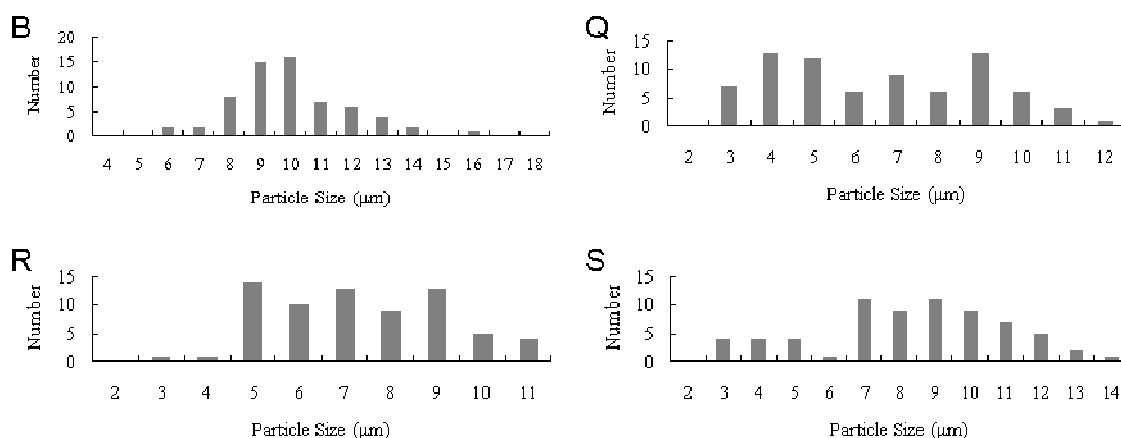 B
20
15
10
5
0
Number
4 5 6 7 8 9 10 11 12 13 14 15 16 17 18
Particle Size (μm)
Q
15
10
5
0
Number
2 3 4 5 6 7 8 9 10 11 12
Particle Size (μm)
R
15
10
5
0
Number
2 3 4 5 6 7 8 9 10 11
Particle Size (μm)
S
15
10
5
0
Number
2 3 4 5 6 7 8 9 10 11 12 13 14
Particle Size (μm)